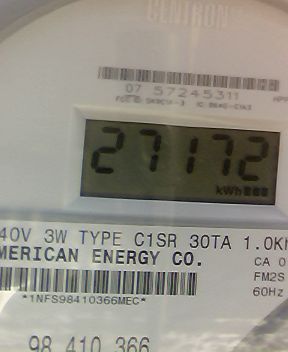 CENTRON
07 57245311
27172
kWh
40V 3W TYPE C1SR 30TA 1.0Kh
MERICAN ENERGY CO.
CA 0
FM2S
60Hz
*1NFS98410366MEC*
98 410 366